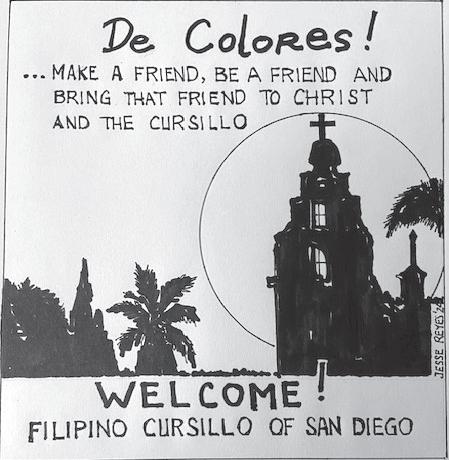 De Colores!
...MAKE A FRIEND, BE A FRIEND AND
BRING THAT FRIEND TO CHRIST
AND THE CURSILLO
JESSE REYES '24
WELCOME!
FILIPINO CURSILLO OF SAN DIEGO